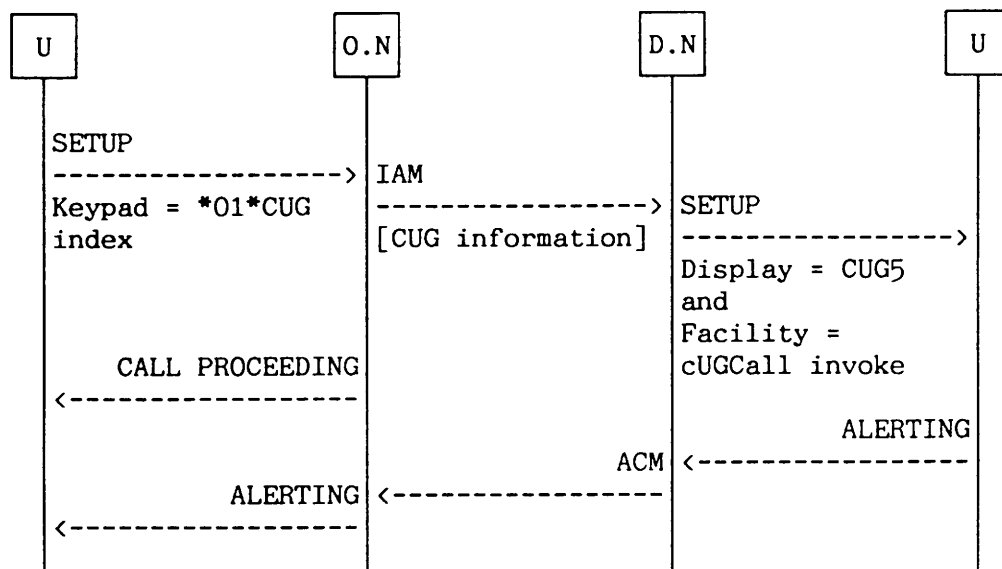 U O.N D.N U
SETUP
IAM
Keypad = *01*CUG
index
SETUP
[CUG information]
Display = CUG5
and
Facility =
cUGCall invoke
CALL PROCEEDING
ALERTING
ACM
ALERTING